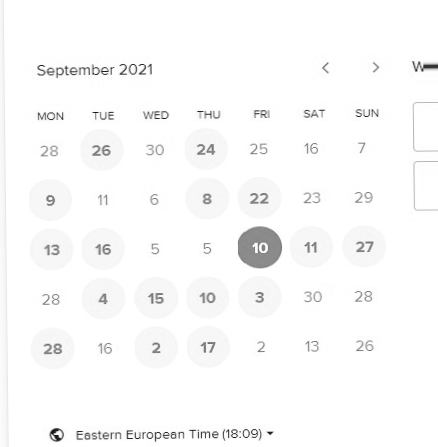 September 2021
MON TUE WED THU FRI SAT SUN
28 26 30 24 25 16 7
9 11 6 8 22 23 29
13 16 5 5 10 11 27
28 4 15 10 3 30 28
28 16 2 17 2 13 26
Eastern European Time (18:09)